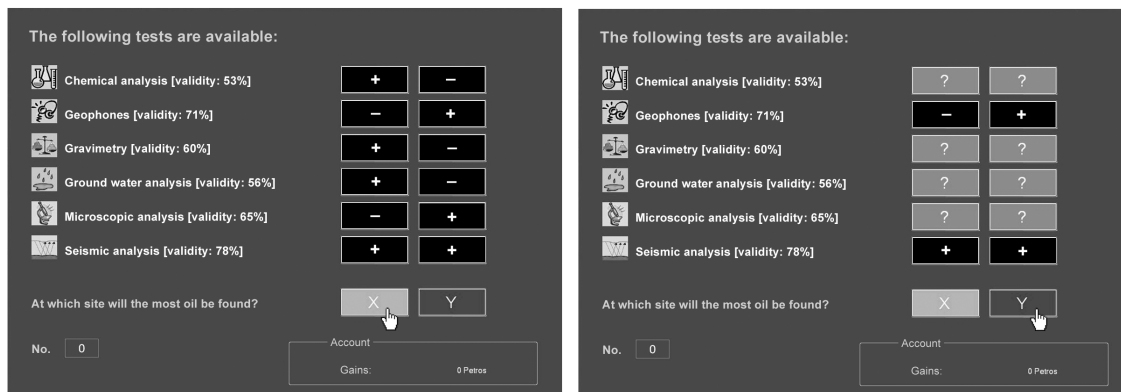 The following tests are available:
Chemical analysis [validity: 53%] + −
Geophones [validity: 71%] − +
Gravimetry [validity: 60%] + −
Ground water analysis [validity: 56%] + −
Microscopic analysis [validity: 65%] − +
Seismic analysis [validity: 78%] + +
At which site will the most oil be found? X Y
No. 0
Account
Gains: 0 Petros
The following tests are available:
Chemical analysis [validity: 53%] ? ?
Geophones [validity: 71%] − +
Gravimetry [validity: 60%] ? ?
Ground water analysis [validity: 56%] ? ?
Microscopic analysis [validity: 65%] ? ?
Seismic analysis [validity: 78%] + +
At which site will the most oil be found? X Y
No. 0
Account
Gains: 0 Petros